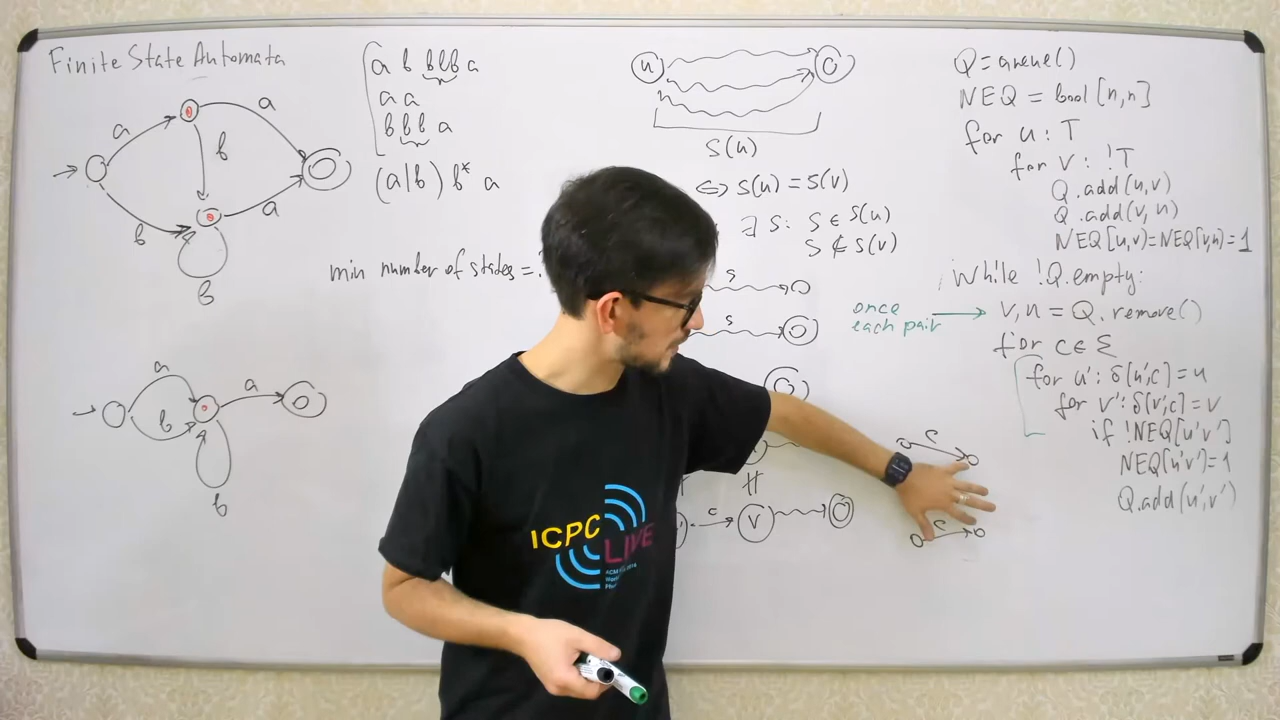 Finite State Automata
a
a
b
b
a
b
a b bbb a
a a
bbb a
(a|b) b* a
min number of states = ?
a
b
a
b
u
S(u)
⇔ S(u) = S(v)
∃ s: s ∈ S(u)
s ∉ S(v)
s
s
c
v
once
each pair
c
c
Q = queue()
NEQ = bool[n,n]
for u : T
for v : !T
Q.add(u,v)
Q.add(v,u)
NEQ[u,v)=NEQ[v,u)=1
while !Q.empty:
v,u = Q.remove()
for c ∈ Σ
for u' : δ[u',c] = u
for v' : δ[v',c] = v
if !NEQ[u'v']
NEQ[u'v']=1
Q.add(u',v')
ICPC
LIVE